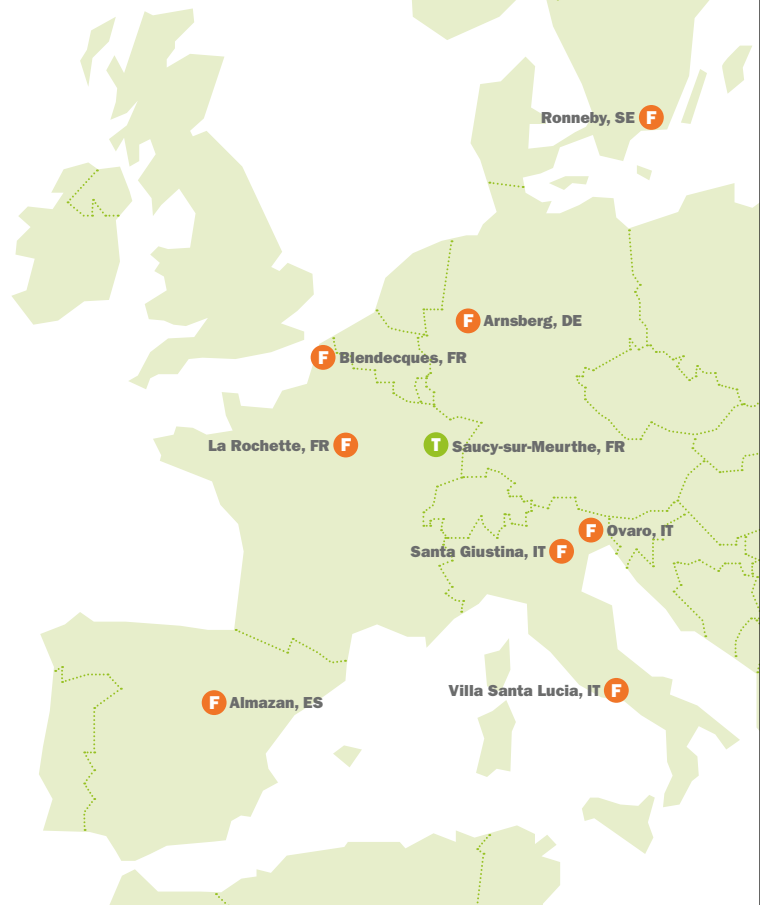 Ronneby, SE F
F Arnsberg, DE
F Blendecques, FR
La Rochette, FR F
T Saucy-sur-Meurthe, FR
F Ovaro, IT
Santa Giustina, IT F
Villa Santa Lucia, IT F
F Almazan, ES